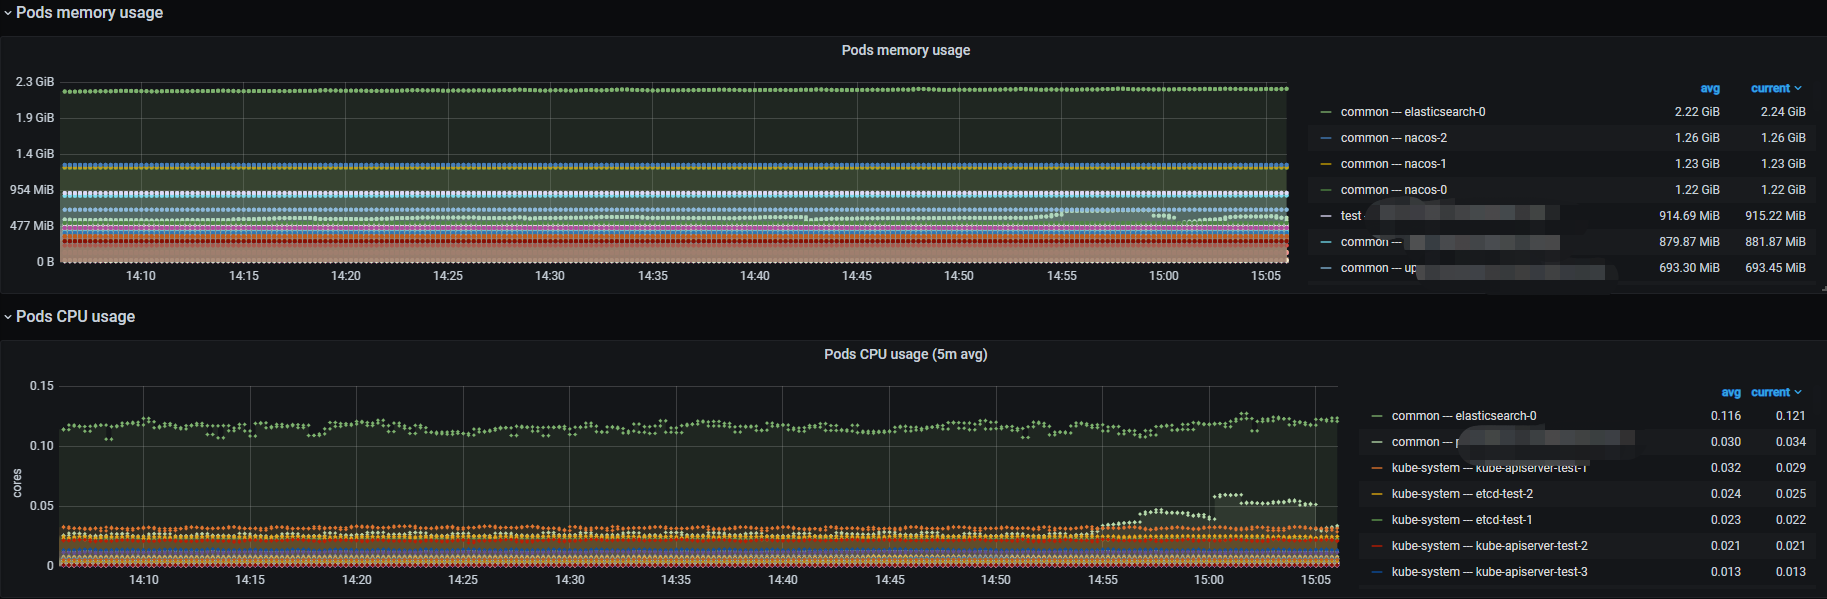 Pods memory usage
Pods memory usage
2.3 GiB
1.9 GiB
1.4 GiB
954 MiB
477 MiB
0 B
14:10 14:15 14:20 14:25 14:30 14:35 14:40 14:45 14:50 14:55 15:00 15:05
avg current
common --- elasticsearch-0 2.22 GiB 2.24 GiB
common --- nacos-2 1.26 GiB 1.26 GiB
common --- nacos-1 1.23 GiB 1.23 GiB
common --- nacos-0 1.22 GiB 1.22 GiB
test 914.69 MiB 915.22 MiB
common --- 879.87 MiB 881.87 MiB
common --- up 693.30 MiB 693.45 MiB
Pods CPU usage
Pods CPU usage (5m avg)
cores
0.15
0.10
0.05
0
14:10 14:15 14:20 14:25 14:30 14:35 14:40 14:45 14:50 14:55 15:00 15:05
avg current
common --- elasticsearch-0 0.116 0.121
common --- 0.030 0.034
kube-system --- kube-apiserver-test-1 0.032 0.029
kube-system --- etcd-test-2 0.024 0.025
kube-system --- etcd-test-1 0.023 0.022
kube-system --- kube-apiserver-test-2 0.021 0.021
kube-system --- kube-apiserver-test-3 0.013 0.013